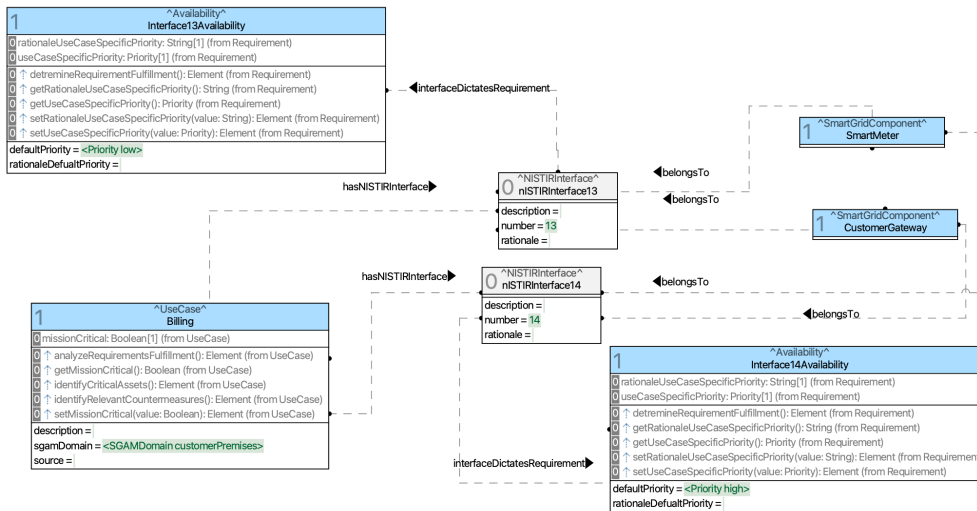 1
^Availability^
Interface13Availability
0 rationaleUseCaseSpecificPriority: String[1] (from Requirement)
0 useCaseSpecificPriority: Priority[1] (from Requirement)
0 ↑ detremineRequirementFulfillment(): Element (from Requirement)
0 ↑ getRationaleUseCaseSpecificPriority(): String (from Requirement)
0 ↑ getUseCaseSpecificPriority(): Priority (from Requirement)
0 ↑ setRationaleUseCaseSpecificPriority(value: String): Element (from Requirement)
0 ↑ setUseCaseSpecificPriority(value: Priority): Element (from Requirement)
defaultPriority = <Priority low>
rationaleDefualtPriority =
◀interfaceDictatesRequirement
1
^SmartGridComponent^
SmartMeter
hasNISTIRInterface▶
0
^NISTIRInterface^
nISTIRInterface13
description =
number = 13
rationale =
◀belongsTo
◀belongsTo
1
^SmartGridComponent^
CustomerGateway
hasNISTIRInterface▶
0
^NISTIRInterface^
nISTIRInterface14
description =
number = 14
rationale =
◀belongsTo
◀belongsTo
1
^UseCase^
Billing
0 missionCritical: Boolean[1] (from UseCase)
0 ↑ analyzeRequirementsFulfillment(): Element (from UseCase)
0 ↑ getMissionCritical(): Boolean (from UseCase)
0 ↑ identifyCriticalAssets(): Element (from UseCase)
0 ↑ identifyRelevantCountermeasures(): Element (from UseCase)
0 ↑ setMissionCritical(value: Boolean): Element (from UseCase)
description =
sgamDomain = <SGAMDomain customerPremises>
source =
interfaceDictatesRequirement▶
1
^Availability^
Interface14Availability
0 rationaleUseCaseSpecificPriority: String[1] (from Requirement)
0 useCaseSpecificPriority: Priority[1] (from Requirement)
0 ↑ detremineRequirementFulfillment(): Element (from Requirement)
0 ↑ getRationaleUseCaseSpecificPriority(): String (from Requirement)
0 ↑ getUseCaseSpecificPriority(): Priority (from Requirement)
0 ↑ setRationaleUseCaseSpecificPriority(value: String): Element (from Requirement
0 ↑ setUseCaseSpecificPriority(value: Priority): Element (from Requirement)
defaultPriority = <Priority high>
rationaleDefualtPriority =